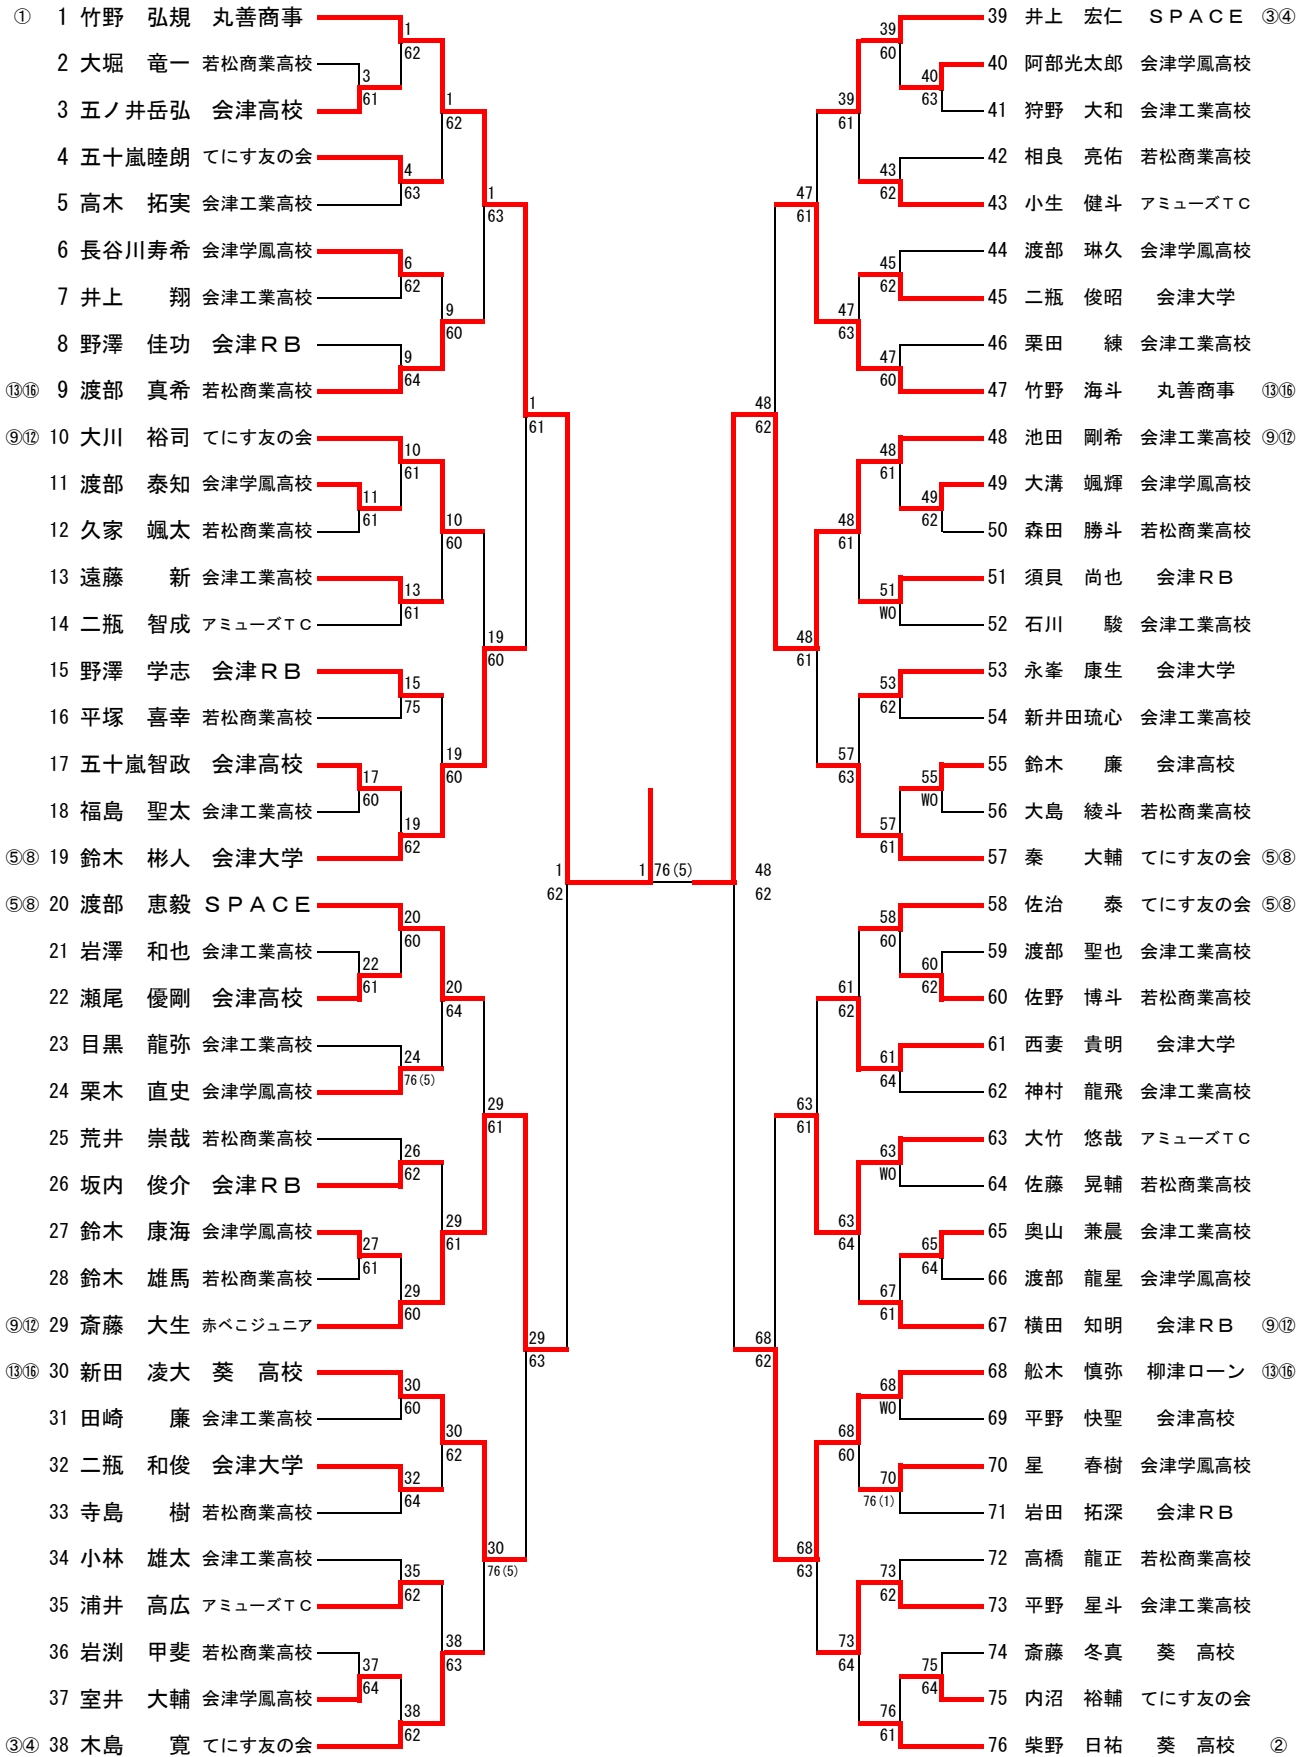 ① 1 竹野 弘規 丸善商事
2 大堀 竜一 若松商業高校
3 五ノ井岳弘 会津高校
4 五十嵐睦朗 てにす友の会
5 高木 拓実 会津工業高校
6 長谷川寿希 会津学鳳高校
7 井上 翔 会津工業高校
8 野澤 佳功 会津RB
⑬⑯ 9 渡部 真希 若松商業高校
⑨⑫ 10 大川 裕司 てにす友の会
11 渡部 泰知 会津学鳳高校
12 久家 颯太 若松商業高校
13 遠藤 新 会津工業高校
14 二瓶 智成 アミューズTC
15 野澤 学志 会津RB
16 平塚 喜幸 若松商業高校
17 五十嵐智政 会津高校
18 福島 聖太 会津工業高校
⑤⑧ 19 鈴木 彬人 会津大学
⑤⑧ 20 渡部 恵毅 SPACE
21 岩澤 和也 会津工業高校
22 瀬尾 優剛 会津高校
23 目黒 龍弥 会津工業高校
24 栗木 直史 会津学鳳高校
25 荒井 崇哉 若松商業高校
26 坂内 俊介 会津RB
27 鈴木 康海 会津学鳳高校
28 鈴木 雄馬 若松商業高校
⑨⑫ 29 斎藤 大生 赤べこジュニア
⑬⑯ 30 新田 凌大 葵 高校
31 田崎 廉 会津工業高校
32 二瓶 和俊 会津大学
33 寺島 樹 若松商業高校
34 小林 雄太 会津工業高校
35 浦井 高広 アミューズTC
36 岩渕 甲斐 若松商業高校
37 室井 大輔 会津学鳳高校
③④ 38 木島 寛 てにす友の会
3
61
11
61
17
60
22
61
27
61
37
64
1
62
4
63
6
62
9
64
10
61
13
61
15
75
19
62
20
60
24
76(5)
26
62
29
60
30
60
32
64
35
62
38
62
1
62
9
60
10
60
19
60
20
64
29
61
30
62
38
63
1
63
19
60
29
61
30
76(5)
1
61
29
63
1
62
1 76(5)
48
62
48
62
68
62
47
61
48
61
63
61
68
63
39
61
47
63
48
61
57
63
61
62
63
64
68
60
73
64
39
60
43
62
45
62
47
60
48
61
51
WO
53
62
57
61
58
60
61
64
63
WO
67
61
68
WO
70
76(1)
73
62
76
61
40
63
49
62
55
WO
60
62
65
64
75
64
39 井上 宏仁 SPACE ③④
40 阿部光太郎 会津学鳳高校
41 狩野 大和 会津工業高校
42 相良 亮佑 若松商業高校
43 小生 健斗 アミューズTC
44 渡部 琳久 会津学鳳高校
45 二瓶 俊昭 会津大学
46 栗田 練 会津工業高校
47 竹野 海斗 丸善商事 ⑬⑯
48 池田 剛希 会津工業高校 ⑨⑫
49 大溝 颯輝 会津学鳳高校
50 森田 勝斗 若松商業高校
51 須貝 尚也 会津RB
52 石川 駿 会津工業高校
53 永峯 康生 会津大学
54 新井田琉心 会津工業高校
55 鈴木 廉 会津高校
56 大島 綾斗 若松商業高校
57 秦 大輔 てにす友の会 ⑤⑧
58 佐治 泰 てにす友の会 ⑤⑧
59 渡部 聖也 会津工業高校
60 佐野 博斗 若松商業高校
61 西妻 貴明 会津大学
62 神村 龍飛 会津工業高校
63 大竹 悠哉 アミューズTC
64 佐藤 晃輔 若松商業高校
65 奥山 兼晨 会津工業高校
66 渡部 龍星 会津学鳳高校
67 横田 知明 会津RB ⑨⑫
68 舩木 慎弥 柳津ローン ⑬⑯
69 平野 快聖 会津高校
70 星 春樹 会津学鳳高校
71 岩田 拓深 会津RB
72 高橋 龍正 若松商業高校
73 平野 星斗 会津工業高校
74 斎藤 冬真 葵 高校
75 内沼 裕輔 てにす友の会
76 柴野 日祐 葵 高校 ②